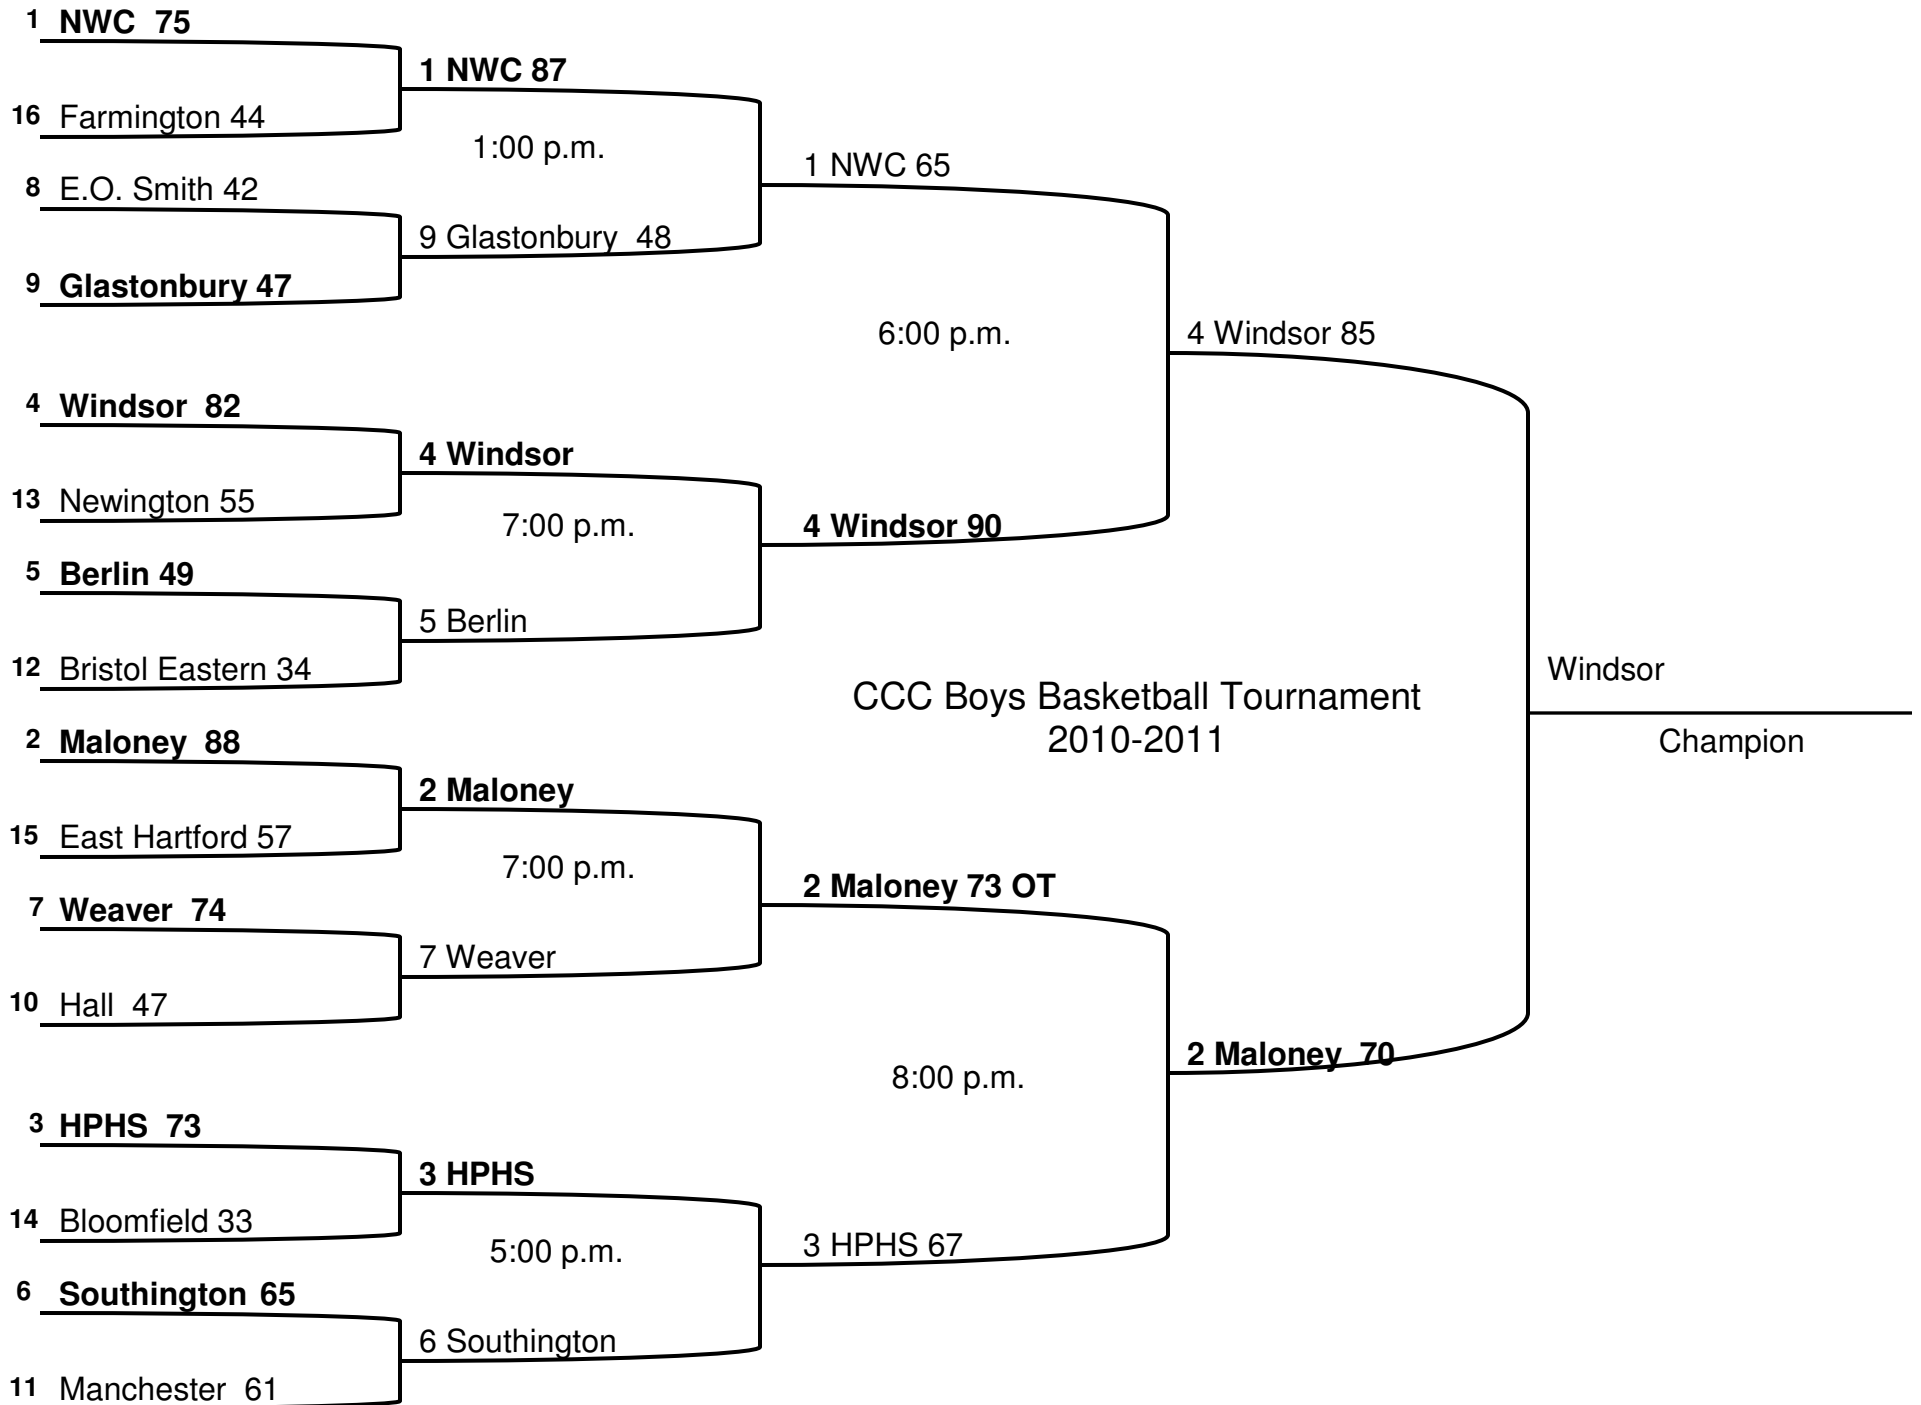 1 NWC 75
1 NWC 87
16 Farmington 44
1:00 p.m.
1 NWC 65
8 E.O. Smith 42
9 Glastonbury 48
9 Glastonbury 47
6:00 p.m.
4 Windsor 85
4 Windsor 82
4 Windsor
13 Newington 55
7:00 p.m.
4 Windsor 90
5 Berlin 49
5 Berlin
12 Bristol Eastern 34
Windsor
CCC Boys Basketball Tournament
2010-2011
Champion
2 Maloney 88
2 Maloney
15 East Hartford 57
7:00 p.m.
2 Maloney 73 OT
7 Weaver 74
7 Weaver
10 Hall 47
2 Maloney 70
8:00 p.m.
3 HPHS 73
3 HPHS
14 Bloomfield 33
5:00 p.m.
3 HPHS 67
6 Southington 65
6 Southington
11 Manchester 61